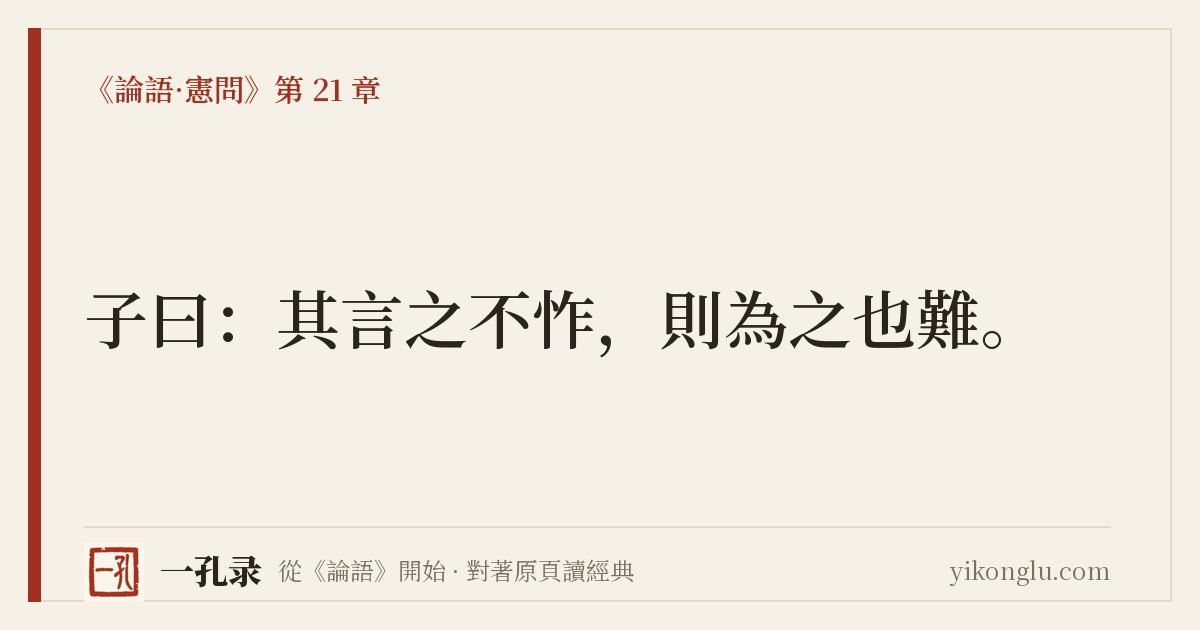 《論語·憲問》第 21 章
子曰：其言之不怍，則為之也難。
一孔
一孔录
從《論語》開始 · 對著原頁讀經典
yikonglu.com